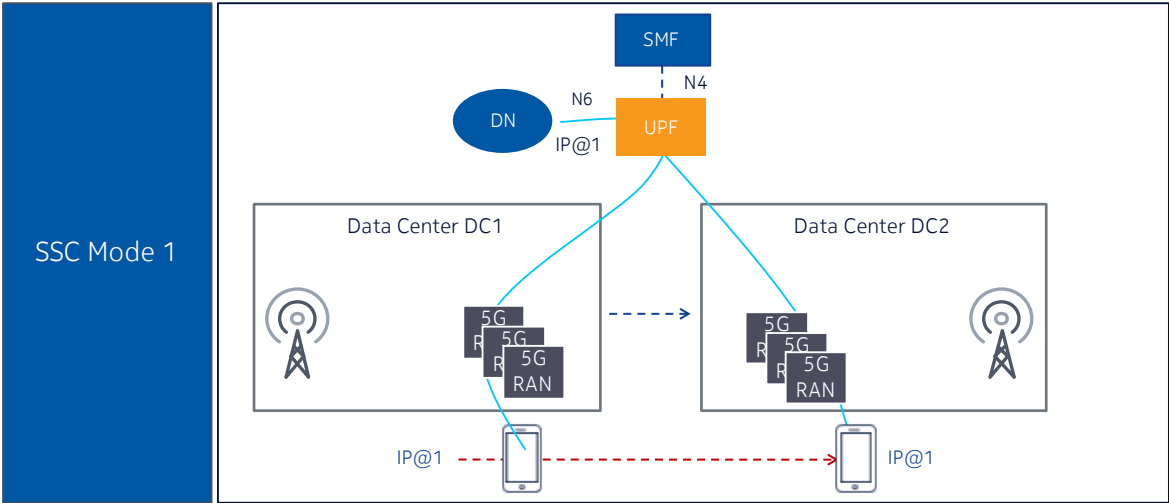 SSC Mode 1
SMF
N4
N6
DN
UPF
IP@1
Data Center DC1
Data Center DC2
5G
5G
R
5G
R
RAN
5G
5G
R
5G
R
RAN
IP@1
IP@1